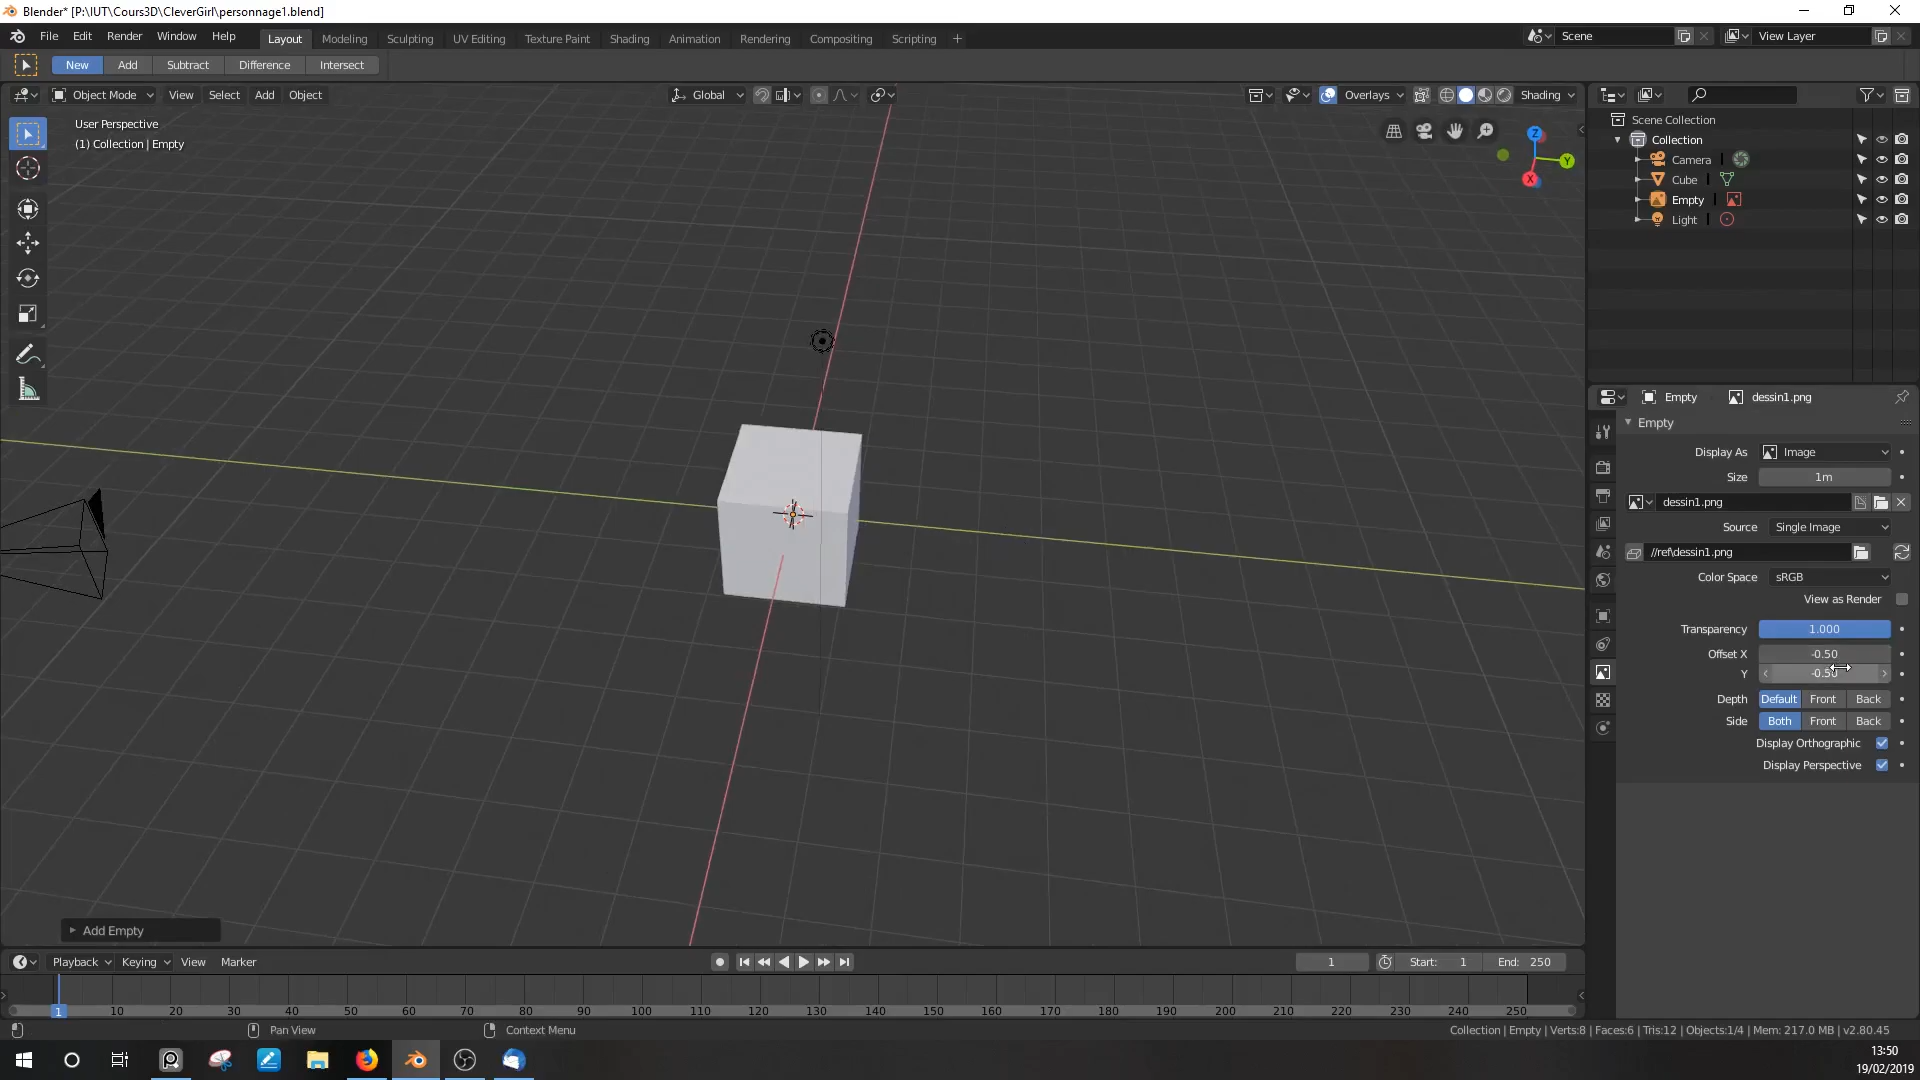 Blender* [P:\IUT\Cours3D\CleverGirl\personnage1.blend]
File Edit Render Window Help Layout Modeling Sculpting UV Editing Texture Paint Shading Animation Rendering Compositing Scripting + Scene View Layer
New Add Subtract Difference Intersect
Object Mode View Select Add Object Global Overlays Shading
User Perspective
(1) Collection | Empty
Z
Y
X
Scene Collection
Collection
Camera
Cube
Empty
Light
Empty dessin1.png
Empty
Display As Image
Size 1m
dessin1.png
Source Single Image
//ref\dessin1.png
Color Space sRGB
View as Render
Transparency 1.000
Offset X -0.50
Y -0.50
Depth Default Front Back
Side Both Front Back
Display Orthographic
Display Perspective
Add Empty
Playback Keying View Marker 1 Start: 1 End: 250
1 10 20 30 40 50 60 70 80 90 100 110 120 130 140 150 160 170 180 190 200 210 220 230 240 250
Pan View Context Menu Collection | Empty | Verts:8 | Faces:6 | Tris:12 | Objects:1/4 | Mem: 217.0 MB | v2.80.45
13:50
19/02/2019